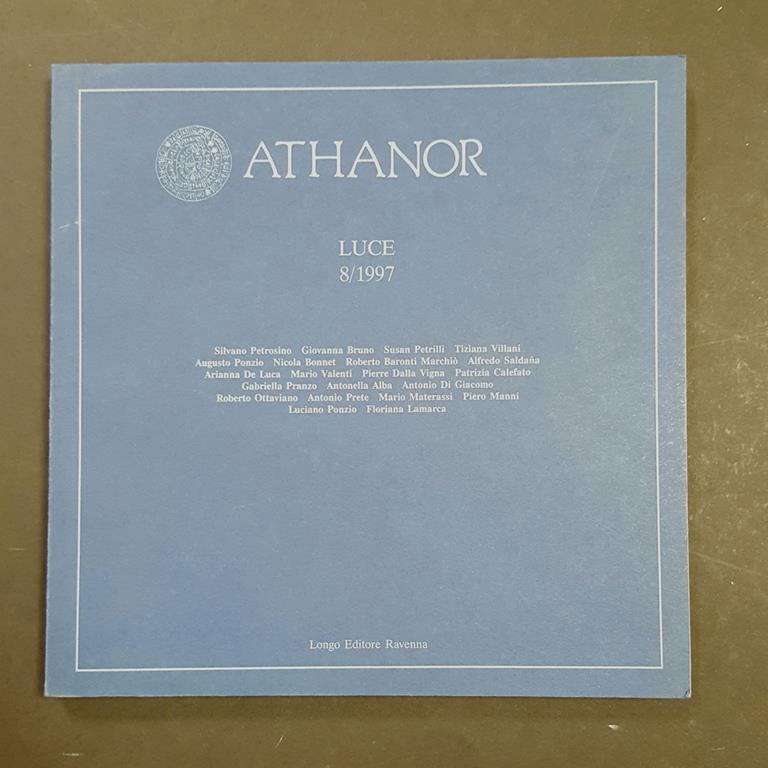 ATHANOR
LUCE
8/1997
Silvano Petrosino Giovanna Bruno Susan Petrilli Tiziana Villani
Augusto Ponzio Nicola Bonnet Roberto Baronti Marchiò Alfredo Saldaña
Arianna De Luca Mario Valenti Pierre Dalla Vigna Patrizia Calefato
Gabriella Pranzo Antonella Alba Antonio Di Giacomo
Roberto Ottaviano Antonio Prete Mario Materassi Piero Manni
Luciano Ponzio Floriana Lamarca
Longo Editore Ravenna